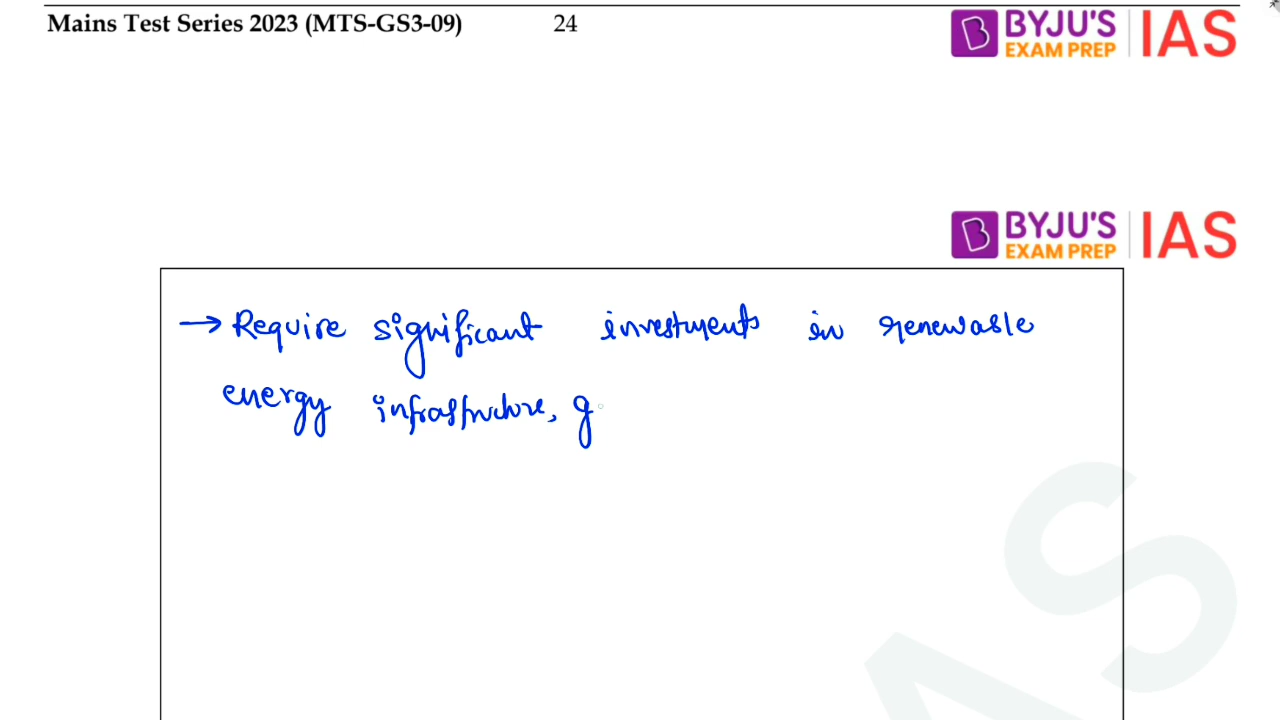 Mains Test Series 2023 (MTS-GS3-09) 24 BYJU'S EXAM PREP IAS
BYJU'S EXAM PREP IAS
→ Require significant investments in renewable
energy infrastructure, g
AS